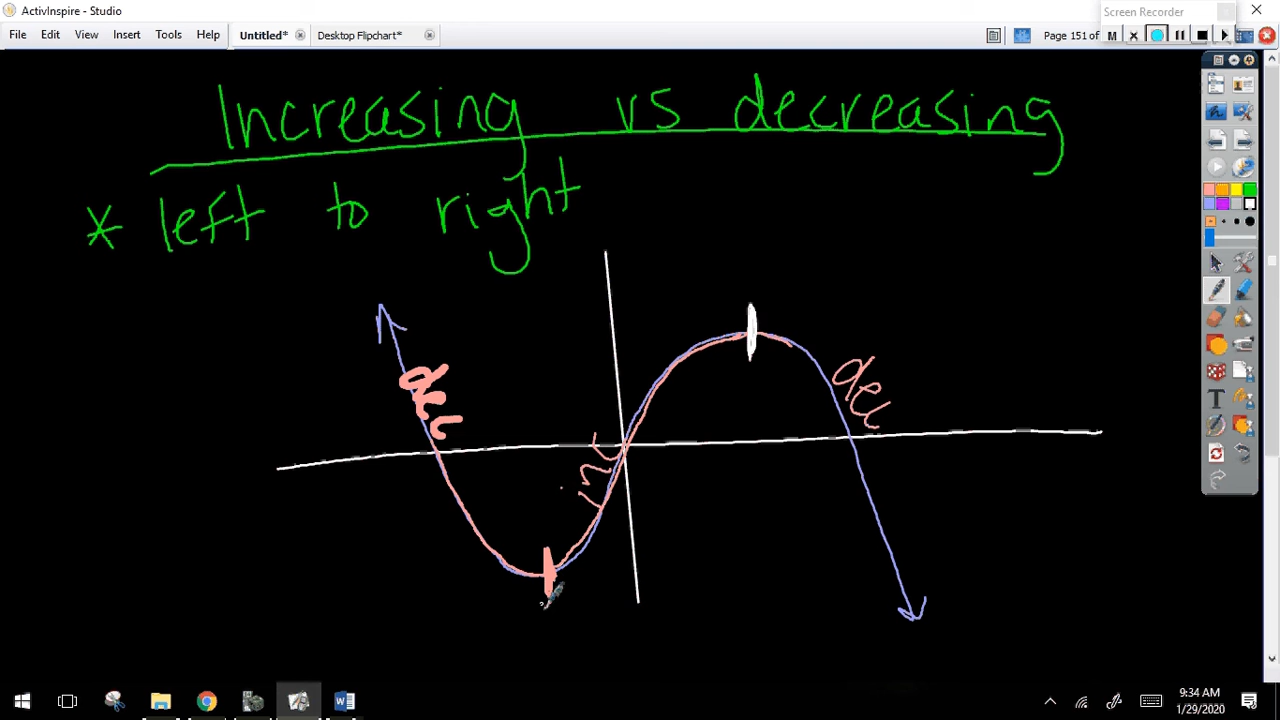 ActivInspire - Studio
Screen Recorder
File Edit View Insert Tools Help Untitled* Desktop Flipchart* Page 151 of
Increasing vs decreasing
* left to right
dec
dec
inc
9:34 AM
1/29/2020